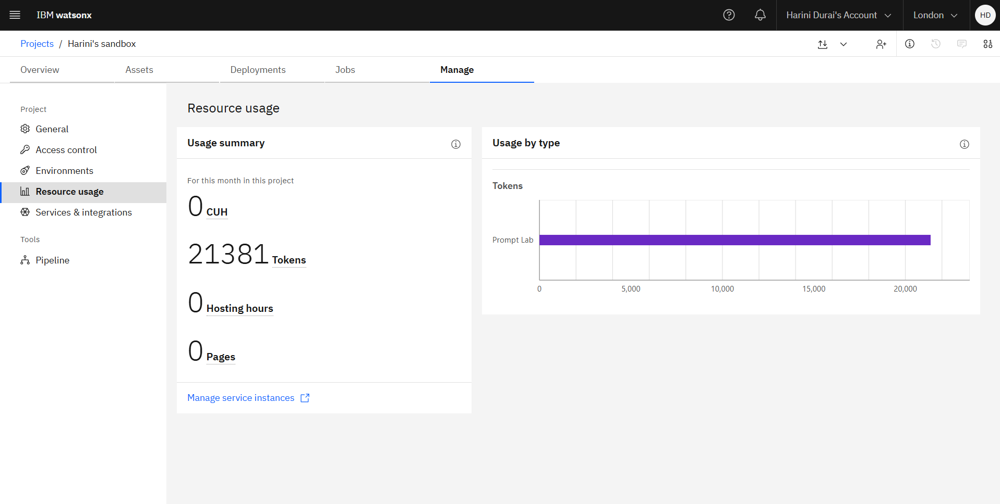 IBM watsonx
Harini Durai's Account
London
HD
Projects / Harini's sandbox
Overview
Assets
Deployments
Jobs
Manage
Project
General
Access control
Environments
Resource usage
Services & integrations
Tools
Pipeline
Resource usage
Usage summary
For this month in this project
0 CUH
21381 Tokens
0 Hosting hours
0 Pages
Manage service instances
Usage by type
Tokens
Prompt Lab
0 5,000 10,000 15,000 20,000